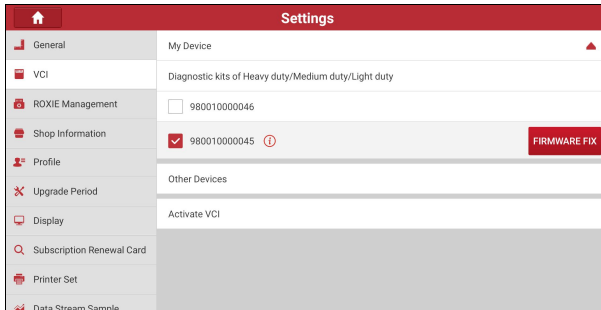 Settings
General
VCI
ROXIE Management
Shop Information
Profile
Upgrade Period
Display
Subscription Renewal Card
Printer Set
Data Stream Sample
My Device
Diagnostic kits of Heavy duty/Medium duty/Light duty
980010000046
980010000045
FIRMWARE FIX
Other Devices
Activate VCI